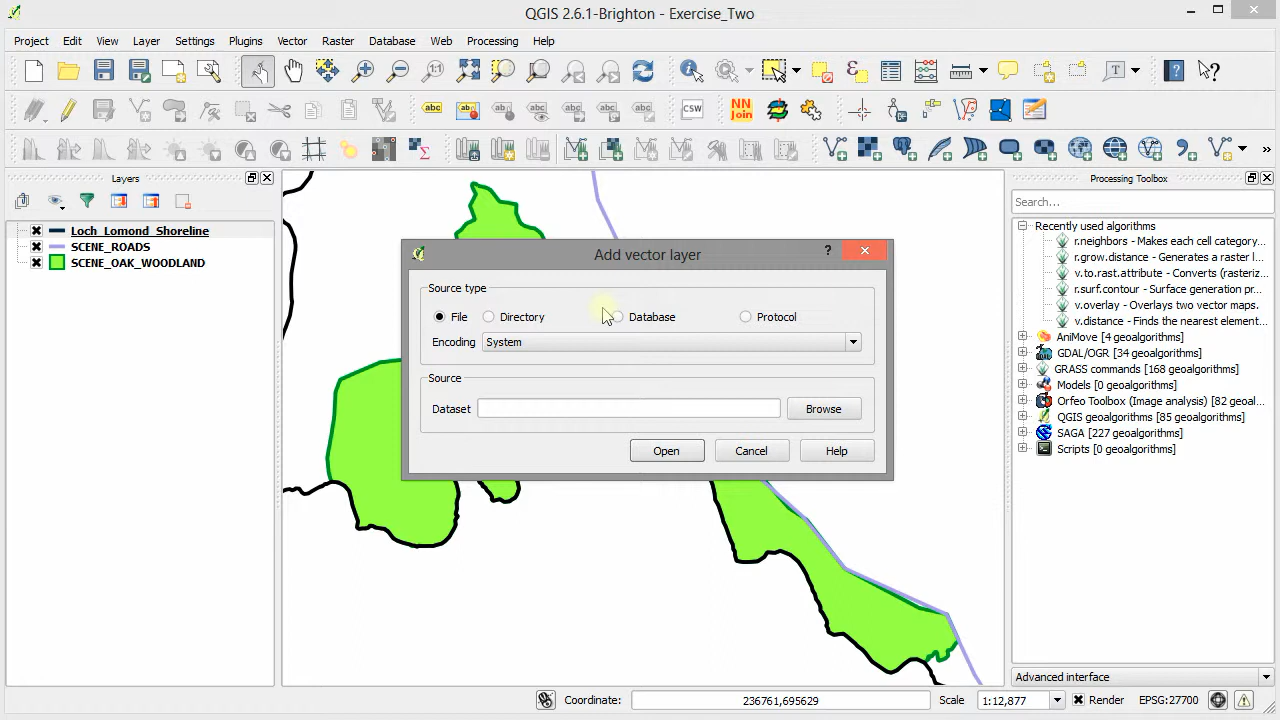 QGIS 2.6.1-Brighton - Exercise_Two
Project Edit View Layer Settings Plugins Vector Raster Database Web Processing Help
CSW NN Join
Layers
Loch_Lomond_Shoreline
SCENE_ROADS
SCENE_OAK_WOODLAND
Add vector layer
Source type
File Directory Database Protocol
Encoding System
Source
Dataset Browse
Open Cancel Help
Processing Toolbox
Search...
Recently used algorithms
r.neighbors - Makes each cell category...
r.grow.distance - Generates a raster l...
v.to.rast.attribute - Converts (rasteriz...
r.surf.contour - Surface generation pr...
v.overlay - Overlays two vector maps.
v.distance - Finds the nearest element...
AniMove [4 geoalgorithms]
GDAL/OGR [34 geoalgorithms]
GRASS commands [168 geoalgorithms]
Models [0 geoalgorithms]
Orfeo Toolbox (Image analysis) [82 geoal...
QGIS geoalgorithms [85 geoalgorithms]
SAGA [227 geoalgorithms]
Scripts [0 geoalgorithms]
Advanced interface
Coordinate: 236761,695629 Scale 1:12,877 Render EPSG:27700